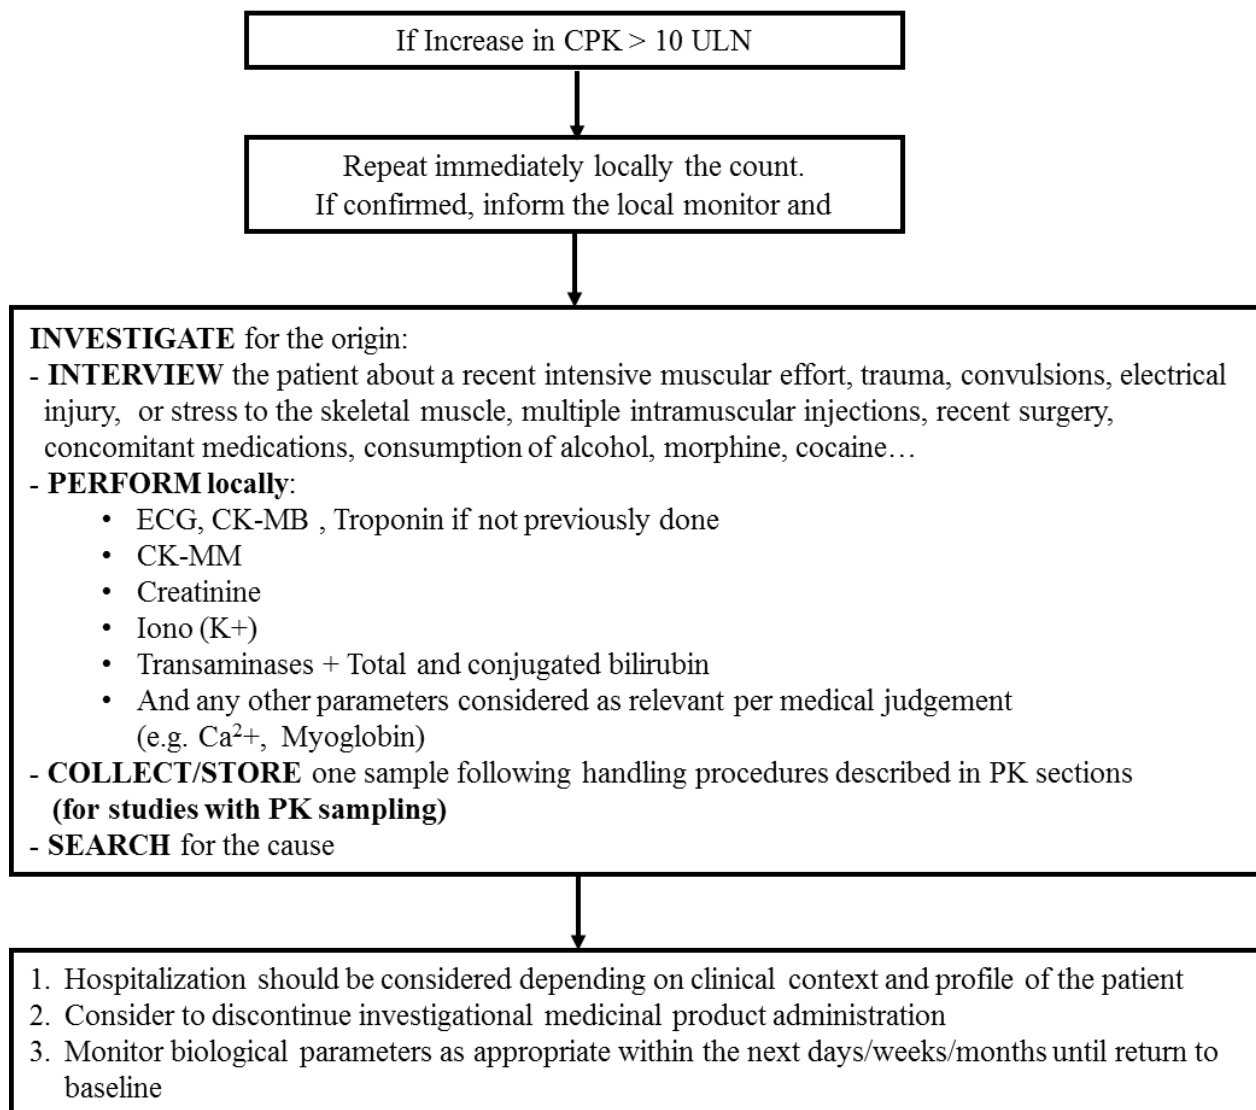 If Increase in CPK > 10 ULN
Repeat immediately locally the count.
If confirmed, inform the local monitor and
INVESTIGATE for the origin:
- INTERVIEW the patient about a recent intensive muscular effort, trauma, convulsions, electrical
injury, or stress to the skeletal muscle, multiple intramuscular injections, recent surgery,
concomitant medications, consumption of alcohol, morphine, cocaine…
- PERFORM locally:
• ECG, CK-MB , Troponin if not previously done
• CK-MM
• Creatinine
• Iono (K+)
• Transaminases + Total and conjugated bilirubin
• And any other parameters considered as relevant per medical judgement
(e.g. Ca²+, Myoglobin)
- COLLECT/STORE one sample following handling procedures described in PK sections
(for studies with PK sampling)
- SEARCH for the cause
1. Hospitalization should be considered depending on clinical context and profile of the patient
2. Consider to discontinue investigational medicinal product administration
3. Monitor biological parameters as appropriate within the next days/weeks/months until return to
baseline